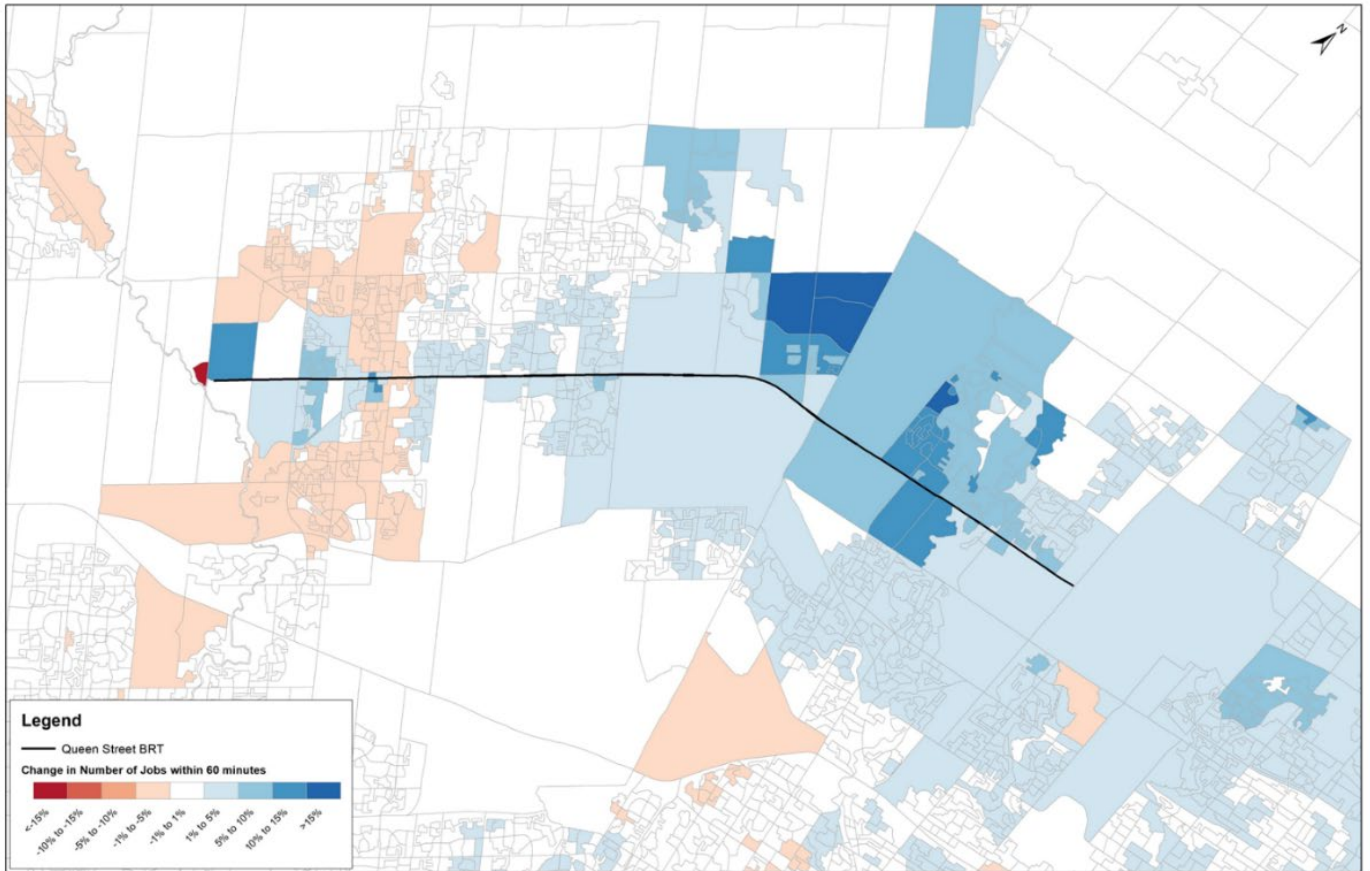 N
Legend
Queen Street BRT
Change in Number of Jobs within 60 minutes
<-15%
-10% to -15%
-5% to -10%
-1% to -5%
-1% to 1%
1% to 5%
5% to 10%
10% to 15%
>15%